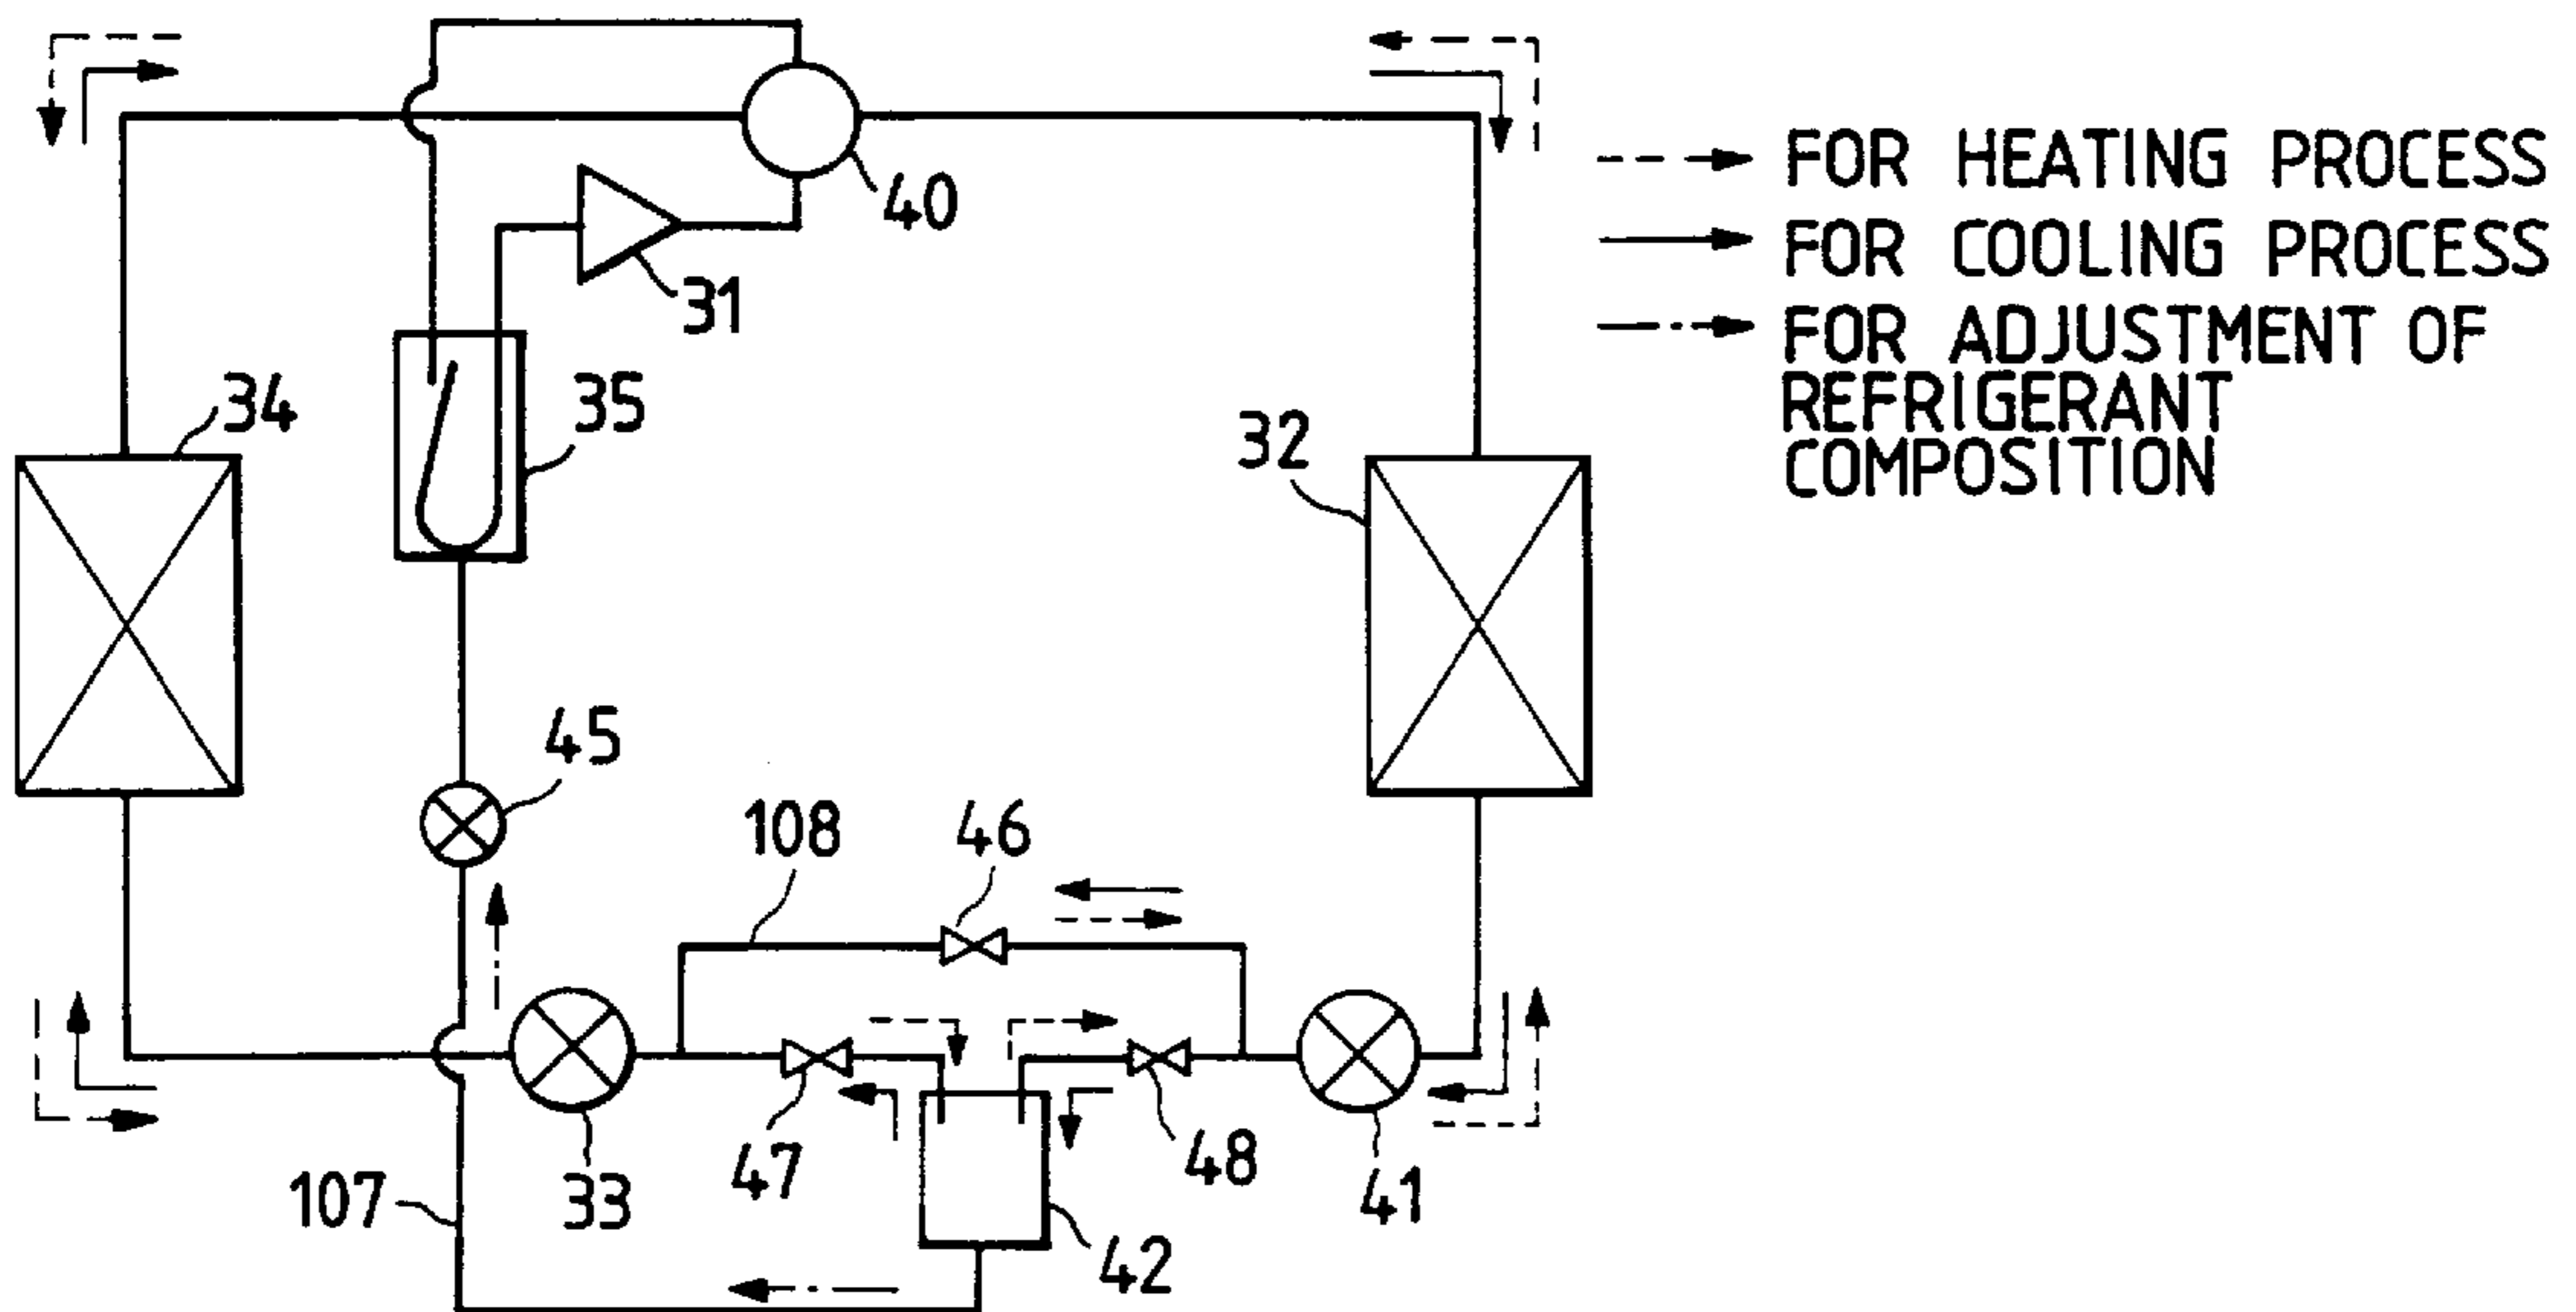 40
31
34
35
32
45
108
46
47
48
33
41
107
42
FOR HEATING PROCESS
FOR COOLING PROCESS
FOR ADJUSTMENT OF
REFRIGERANT
COMPOSITION